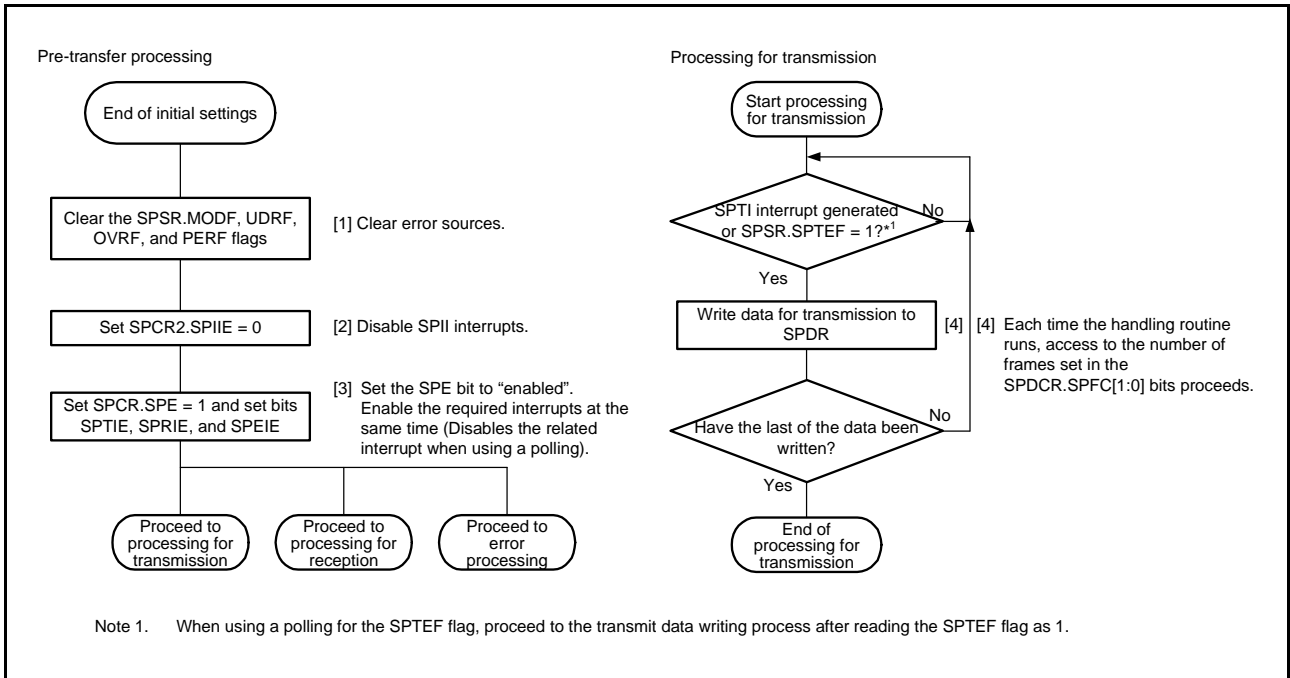 Pre-transfer processing
End of initial settings
Clear the SPSR.MODF, UDRF,
OVRF, and PERF flags
[1] Clear error sources.
Set SPCR2.SPIIE = 0
[2] Disable SPII interrupts.
Set SPCR.SPE = 1 and set bits
SPTIE, SPRIE, and SPEIE
[3] Set the SPE bit to “enabled”.
Enable the required interrupts at the
same time (Disables the related
interrupt when using a polling).
Proceed to
processing for
transmission
Proceed to
processing for
reception
Proceed to
error
processing
Processing for transmission
Start processing
for transmission
SPTI interrupt generated
or SPSR.SPTEF = 1?*1
No
Yes
Write data for transmission to
SPDR
[4]
[4] Each time the handling routine
runs, access to the number of
frames set in the
SPDCR.SPFC[1:0] bits proceeds.
Have the last of the data been
written?
No
Yes
End of
processing for
transmission
Note 1. When using a polling for the SPTEF flag, proceed to the transmit data writing process after reading the SPTEF flag as 1.